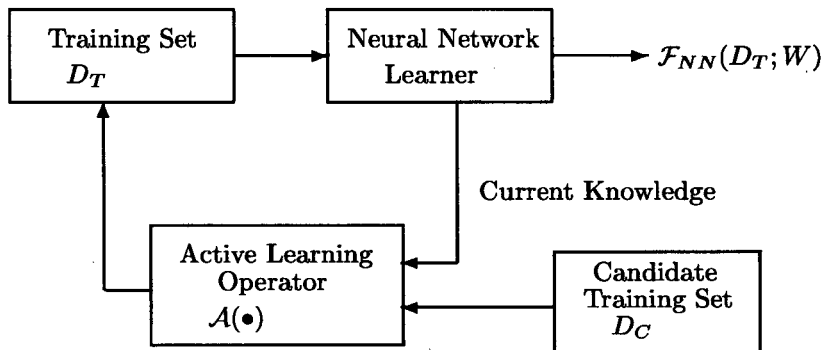 Training Set
D_T
Neural Network
Learner
𝓕_NN(D_T; W)
Current Knowledge
Active Learning
Operator
𝒜(•)
Candidate
Training Set
D_C